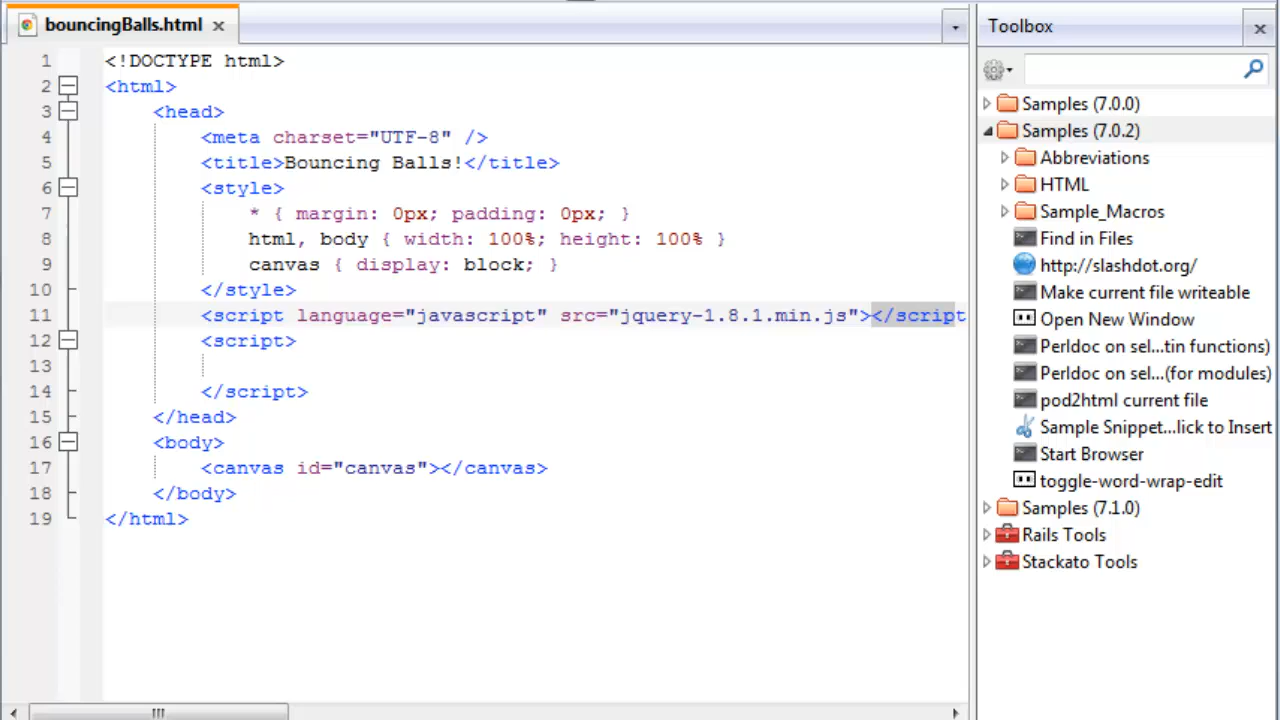 bouncingBalls.html
Toolbox
1 <!DOCTYPE html>
2 <html>
3 <head>
4 <meta charset="UTF-8" />
5 <title>Bouncing Balls!</title>
6 <style>
7 * { margin: 0px; padding: 0px; }
8 html, body { width: 100%; height: 100% }
9 canvas { display: block; }
10 </style>
11 <script language="javascript" src="jquery-1.8.1.min.js"></script
12 <script>
13
14 </script>
15 </head>
16 <body>
17 <canvas id="canvas"></canvas>
18 </body>
19 </html>
Samples (7.0.0)
Samples (7.0.2)
Abbreviations
HTML
Sample_Macros
Find in Files
http://slashdot.org/
Make current file writeable
Open New Window
Perldoc on sel...tin functions)
Perldoc on sel...(for modules)
pod2html current file
Sample Snippet...lick to Insert
Start Browser
toggle-word-wrap-edit
Samples (7.1.0)
Rails Tools
Stackato Tools